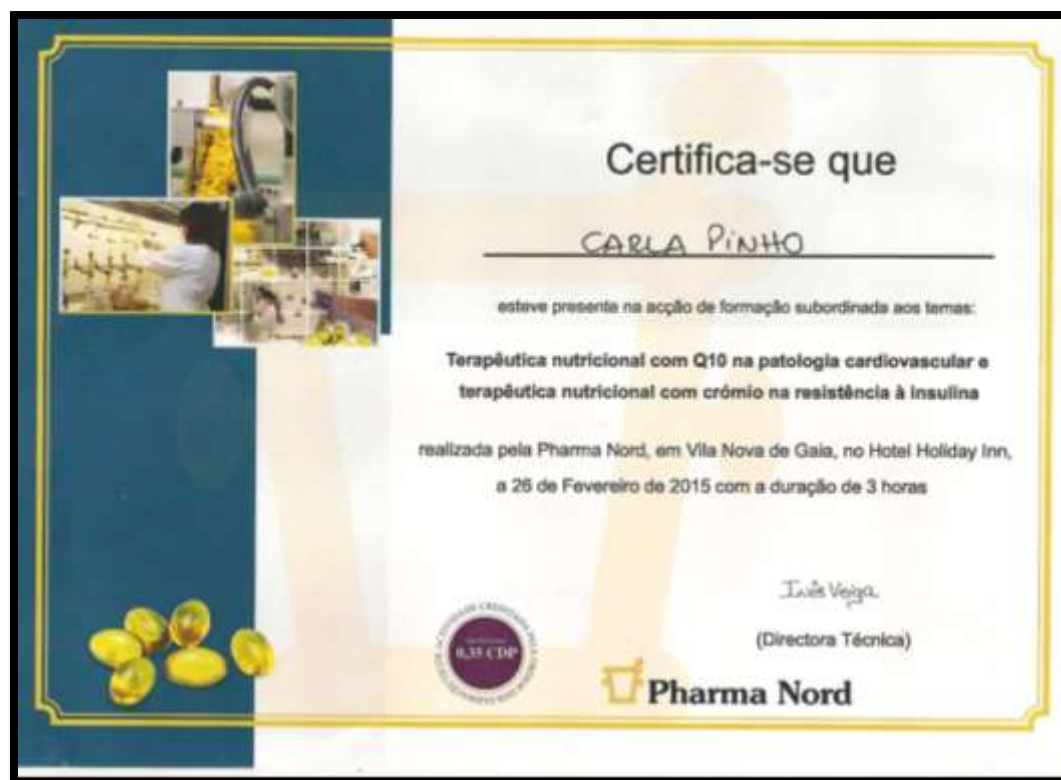 Certifica-se que
CARLA PINHO
esteve presente na acção de formação subordinada aos temas:
Terapêutica nutricional com Q10 na patologia cardiovascular e
terapêutica nutricional com crómio na resistência à insulina
realizada pela Pharma Nord, em Vila Nova de Gaia, no Hotel Holiday Inn,
a 26 de Fevereiro de 2015 com a duração de 3 horas
Inês Veiga
(Directora Técnica)
0,35 CDP
Pharma Nord